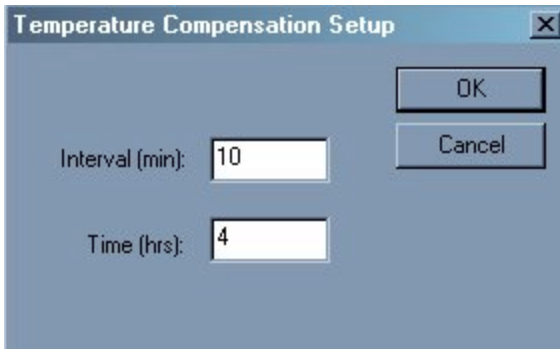 Temperature Compensation Setup
OK
Cancel
Interval (min): 10
Time (hrs): 4